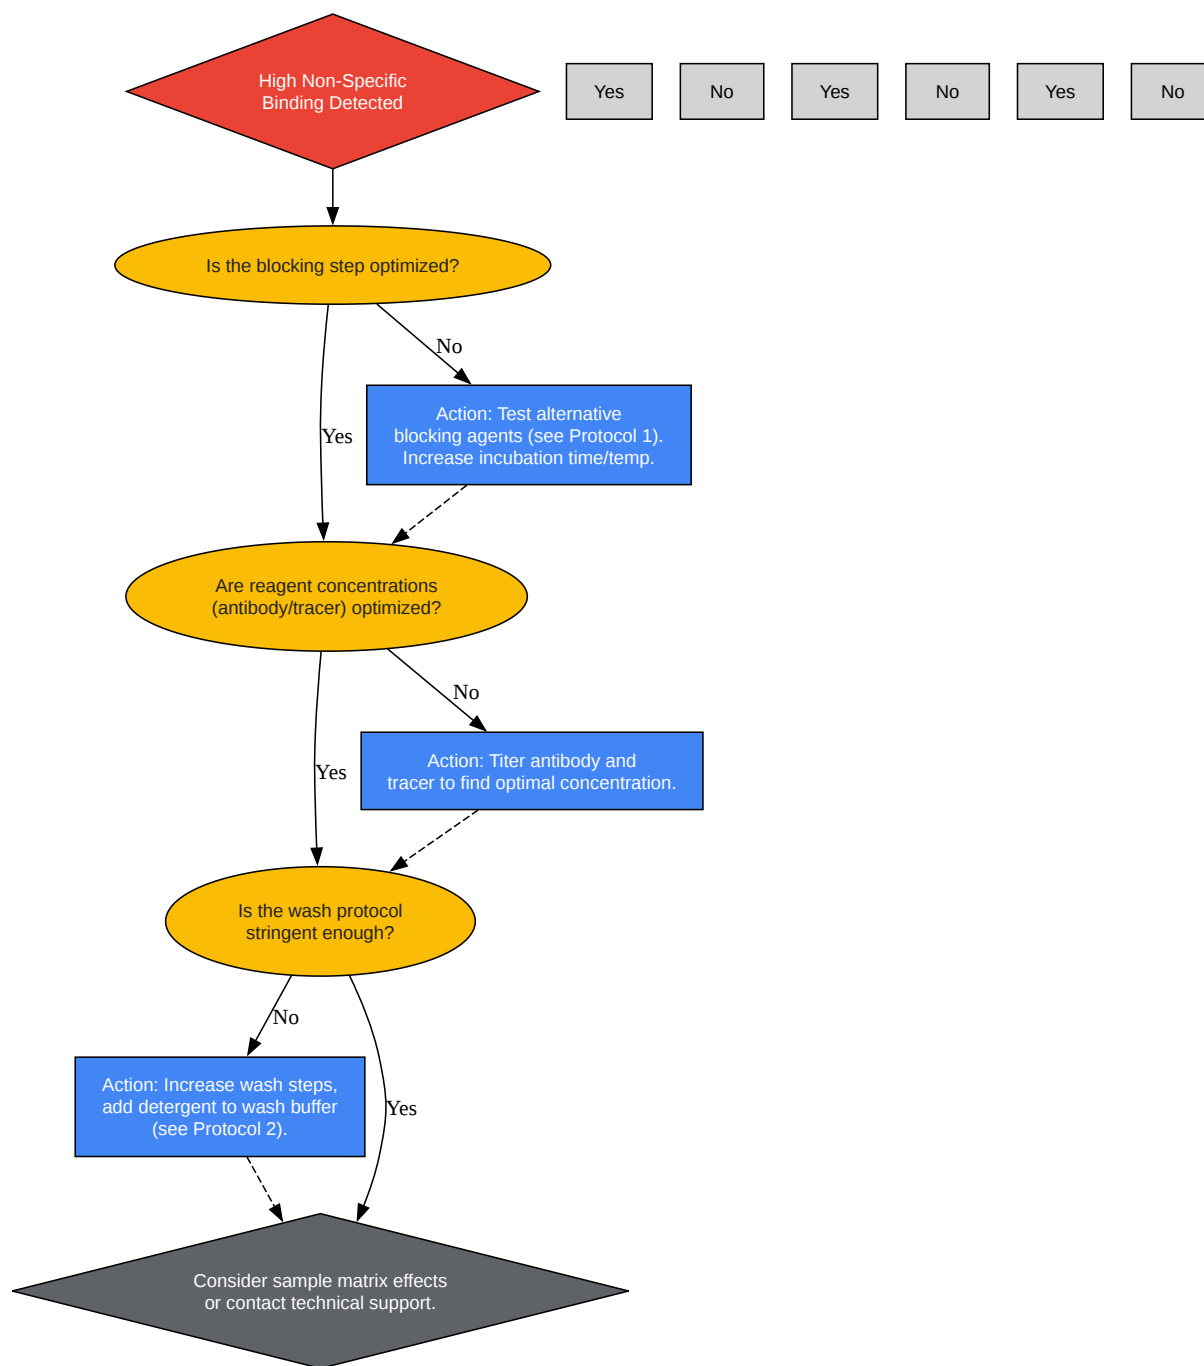 High Non-Specific
Binding Detected
Yes
No
Yes
No
Yes
No
Is the blocking step optimized?
No
Action: Test alternative
blocking agents (see Protocol 1).
Increase incubation time/temp.
Yes
Are reagent concentrations
(antibody/tracer) optimized?
No
Action: Titer antibody and
tracer to find optimal concentration.
Yes
Is the wash protocol
stringent enough?
No
Action: Increase wash steps,
add detergent to wash buffer
(see Protocol 2).
Yes
Consider sample matrix effects
or contact technical support.